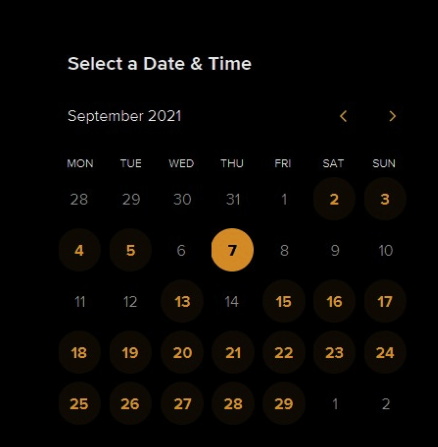 Select a Date & Time
September 2021
MON TUE WED THU FRI SAT SUN
28 29 30 31 1 2 3
4 5 6 7 8 9 10
11 12 13 14 15 16 17
18 19 20 21 22 23 24
25 26 27 28 29 1 2